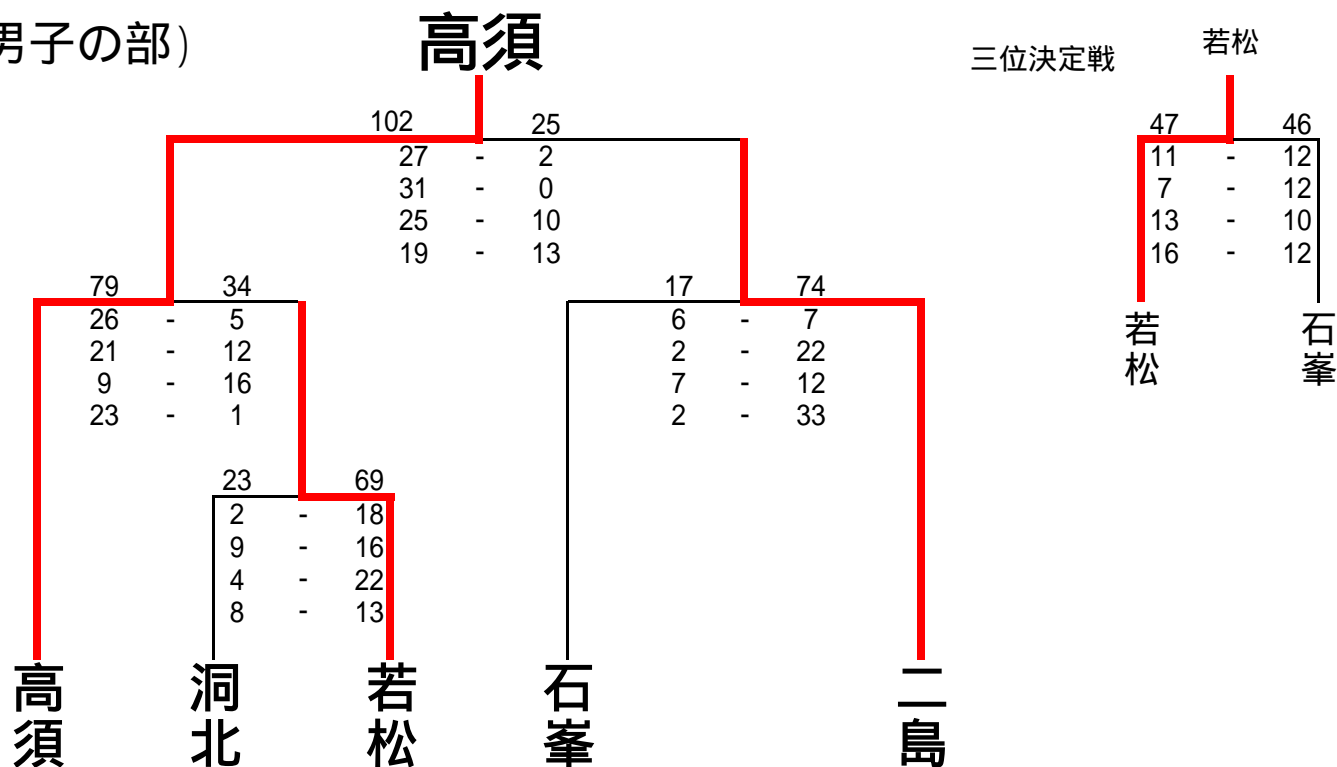 男子の部)
高須
三位決定戦
若松
102 25
27 - 2
31 - 0
25 - 10
19 - 13
47 46
11 - 12
7 - 12
13 - 10
16 - 12
若松
石峯
79 34
26 - 5
21 - 12
9 - 16
23 - 1
17 74
6 - 7
2 - 22
7 - 12
2 - 33
23 69
2 - 18
9 - 16
4 - 22
8 - 13
高須
洞北
若松
石峯
二島